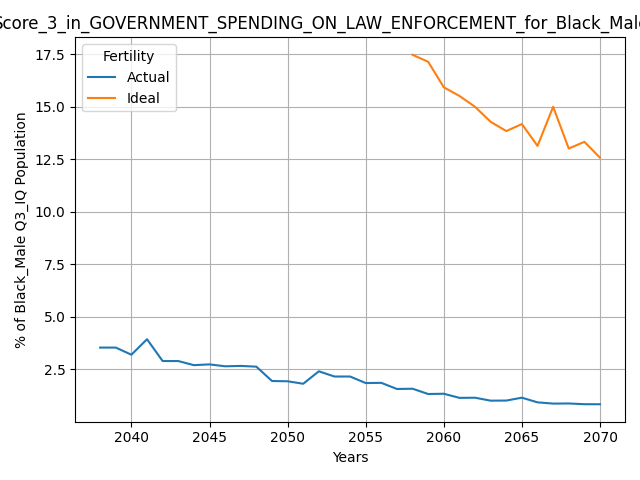 Score_3_in_GOVERNMENT_SPENDING_ON_LAW_ENFORCEMENT_for_Black_Male
Fertility
Actual
Ideal
17.5
15.0
12.5
10.0
7.5
5.0
2.5
% of Black_Male Q3_IQ Population
2040 2045 2050 2055 2060 2065 2070
Years